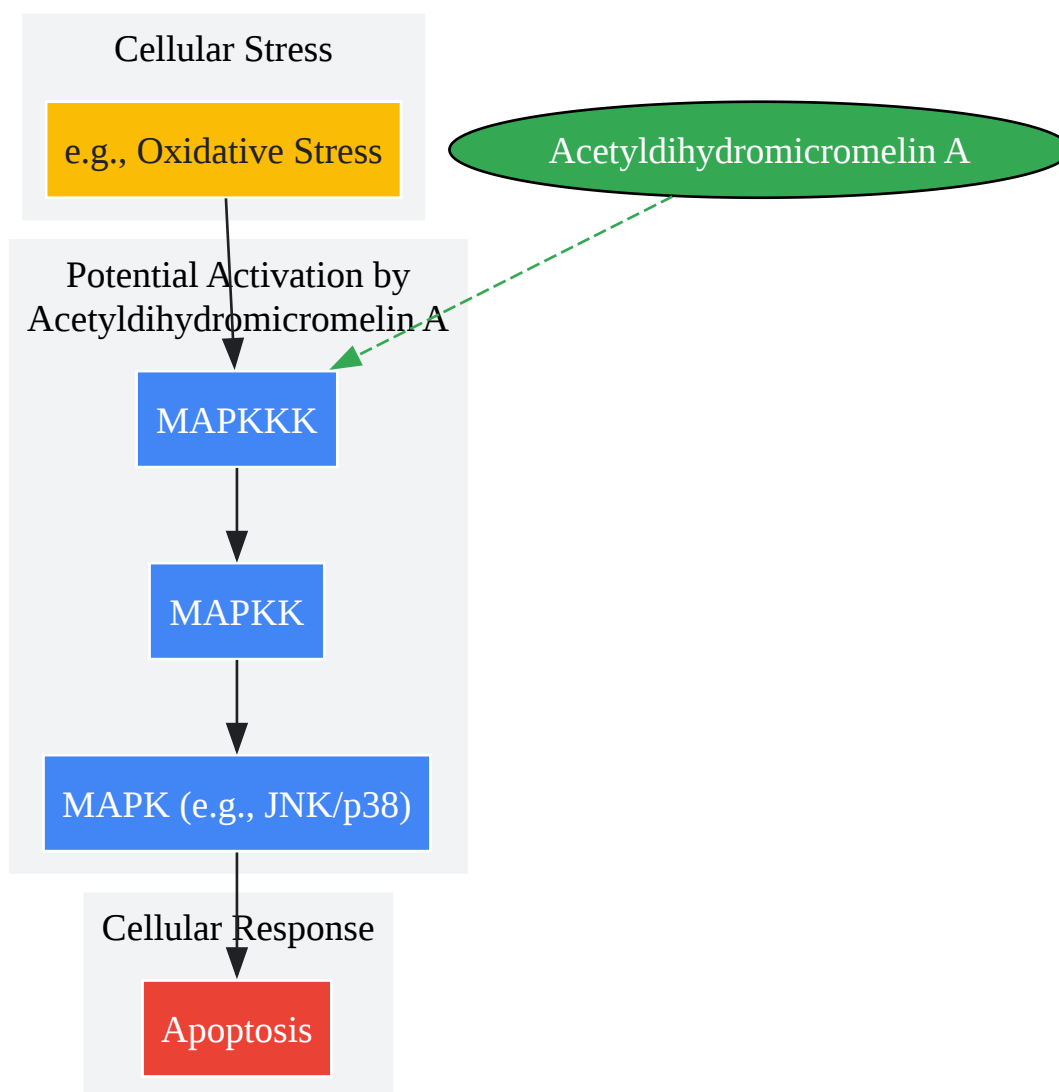 Cellular Stress
e.g., Oxidative Stress
Acetyldihydromicromelin A
Potential Activation by
Acetyldihydromicromelin A
MAPKKK
MAPKK
MAPK (e.g., JNK/p38)
Cellular Response
Apoptosis